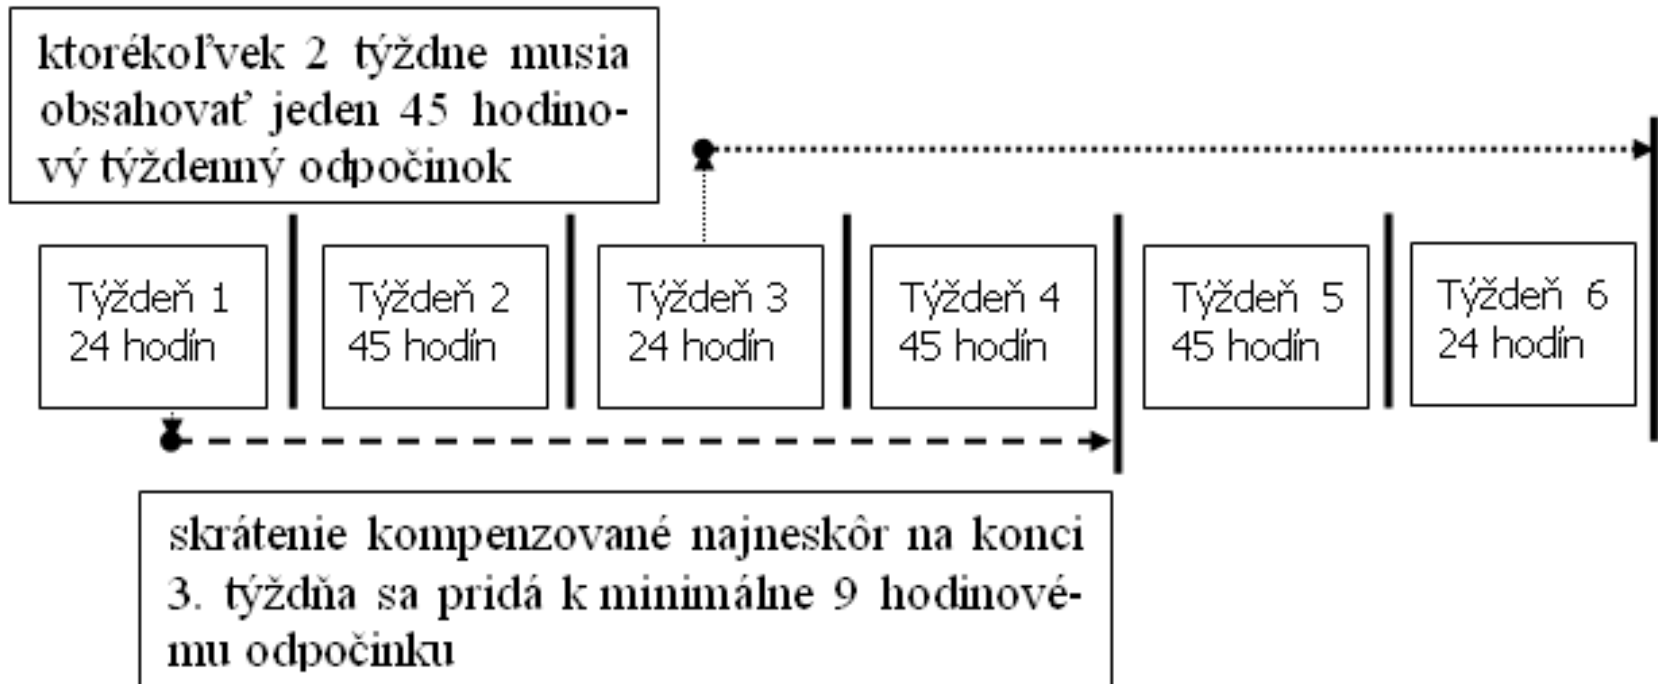 ktorékoľvek 2 týždne musia
obsahovať jeden 45 hodino-
vý týždenný odpočinok
Týždeň 1
24 hodín
Týždeň 2
45 hodín
Týždeň 3
24 hodín
Týždeň 4
45 hodín
Týždeň 5
45 hodín
Týždeň 6
24 hodín
skrátenie kompenzované najneskôr na konci
3. týždňa sa pridá k minimálne 9 hodinové-
mu odpočinku